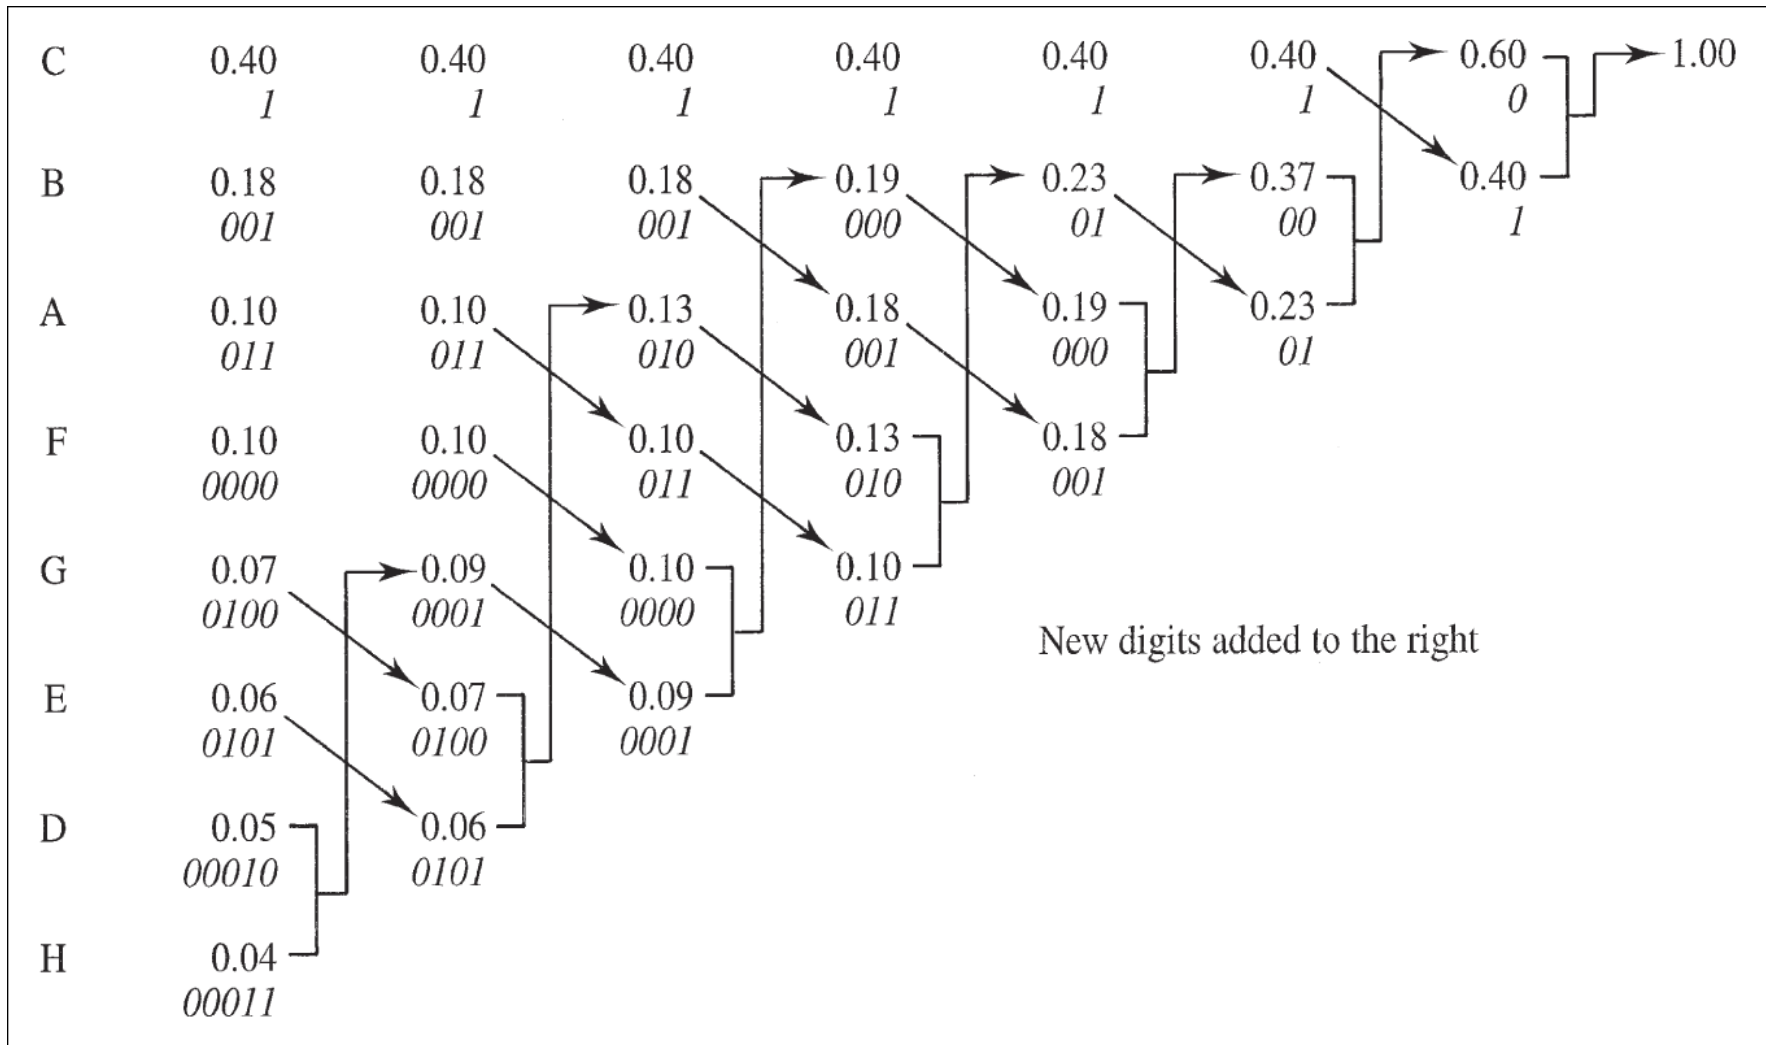 C 0.40 0.40 0.40 0.40 0.40 0.40 0.60 1.00
1 1 1 1 1 1 0
B 0.18 0.18 0.18 0.19 0.23 0.37 0.40
001 001 001 000 01 00 1
A 0.10 0.10 0.13 0.18 0.19 0.23
011 011 010 001 000 01
F 0.10 0.10 0.10 0.13 0.18
0000 0000 011 010 001
G 0.07 0.09 0.10 0.10
0100 0001 0000 011
New digits added to the right
E 0.06 0.07 0.09
0101 0100 0001
D 0.05 0.06
00010 0101
H 0.04
00011